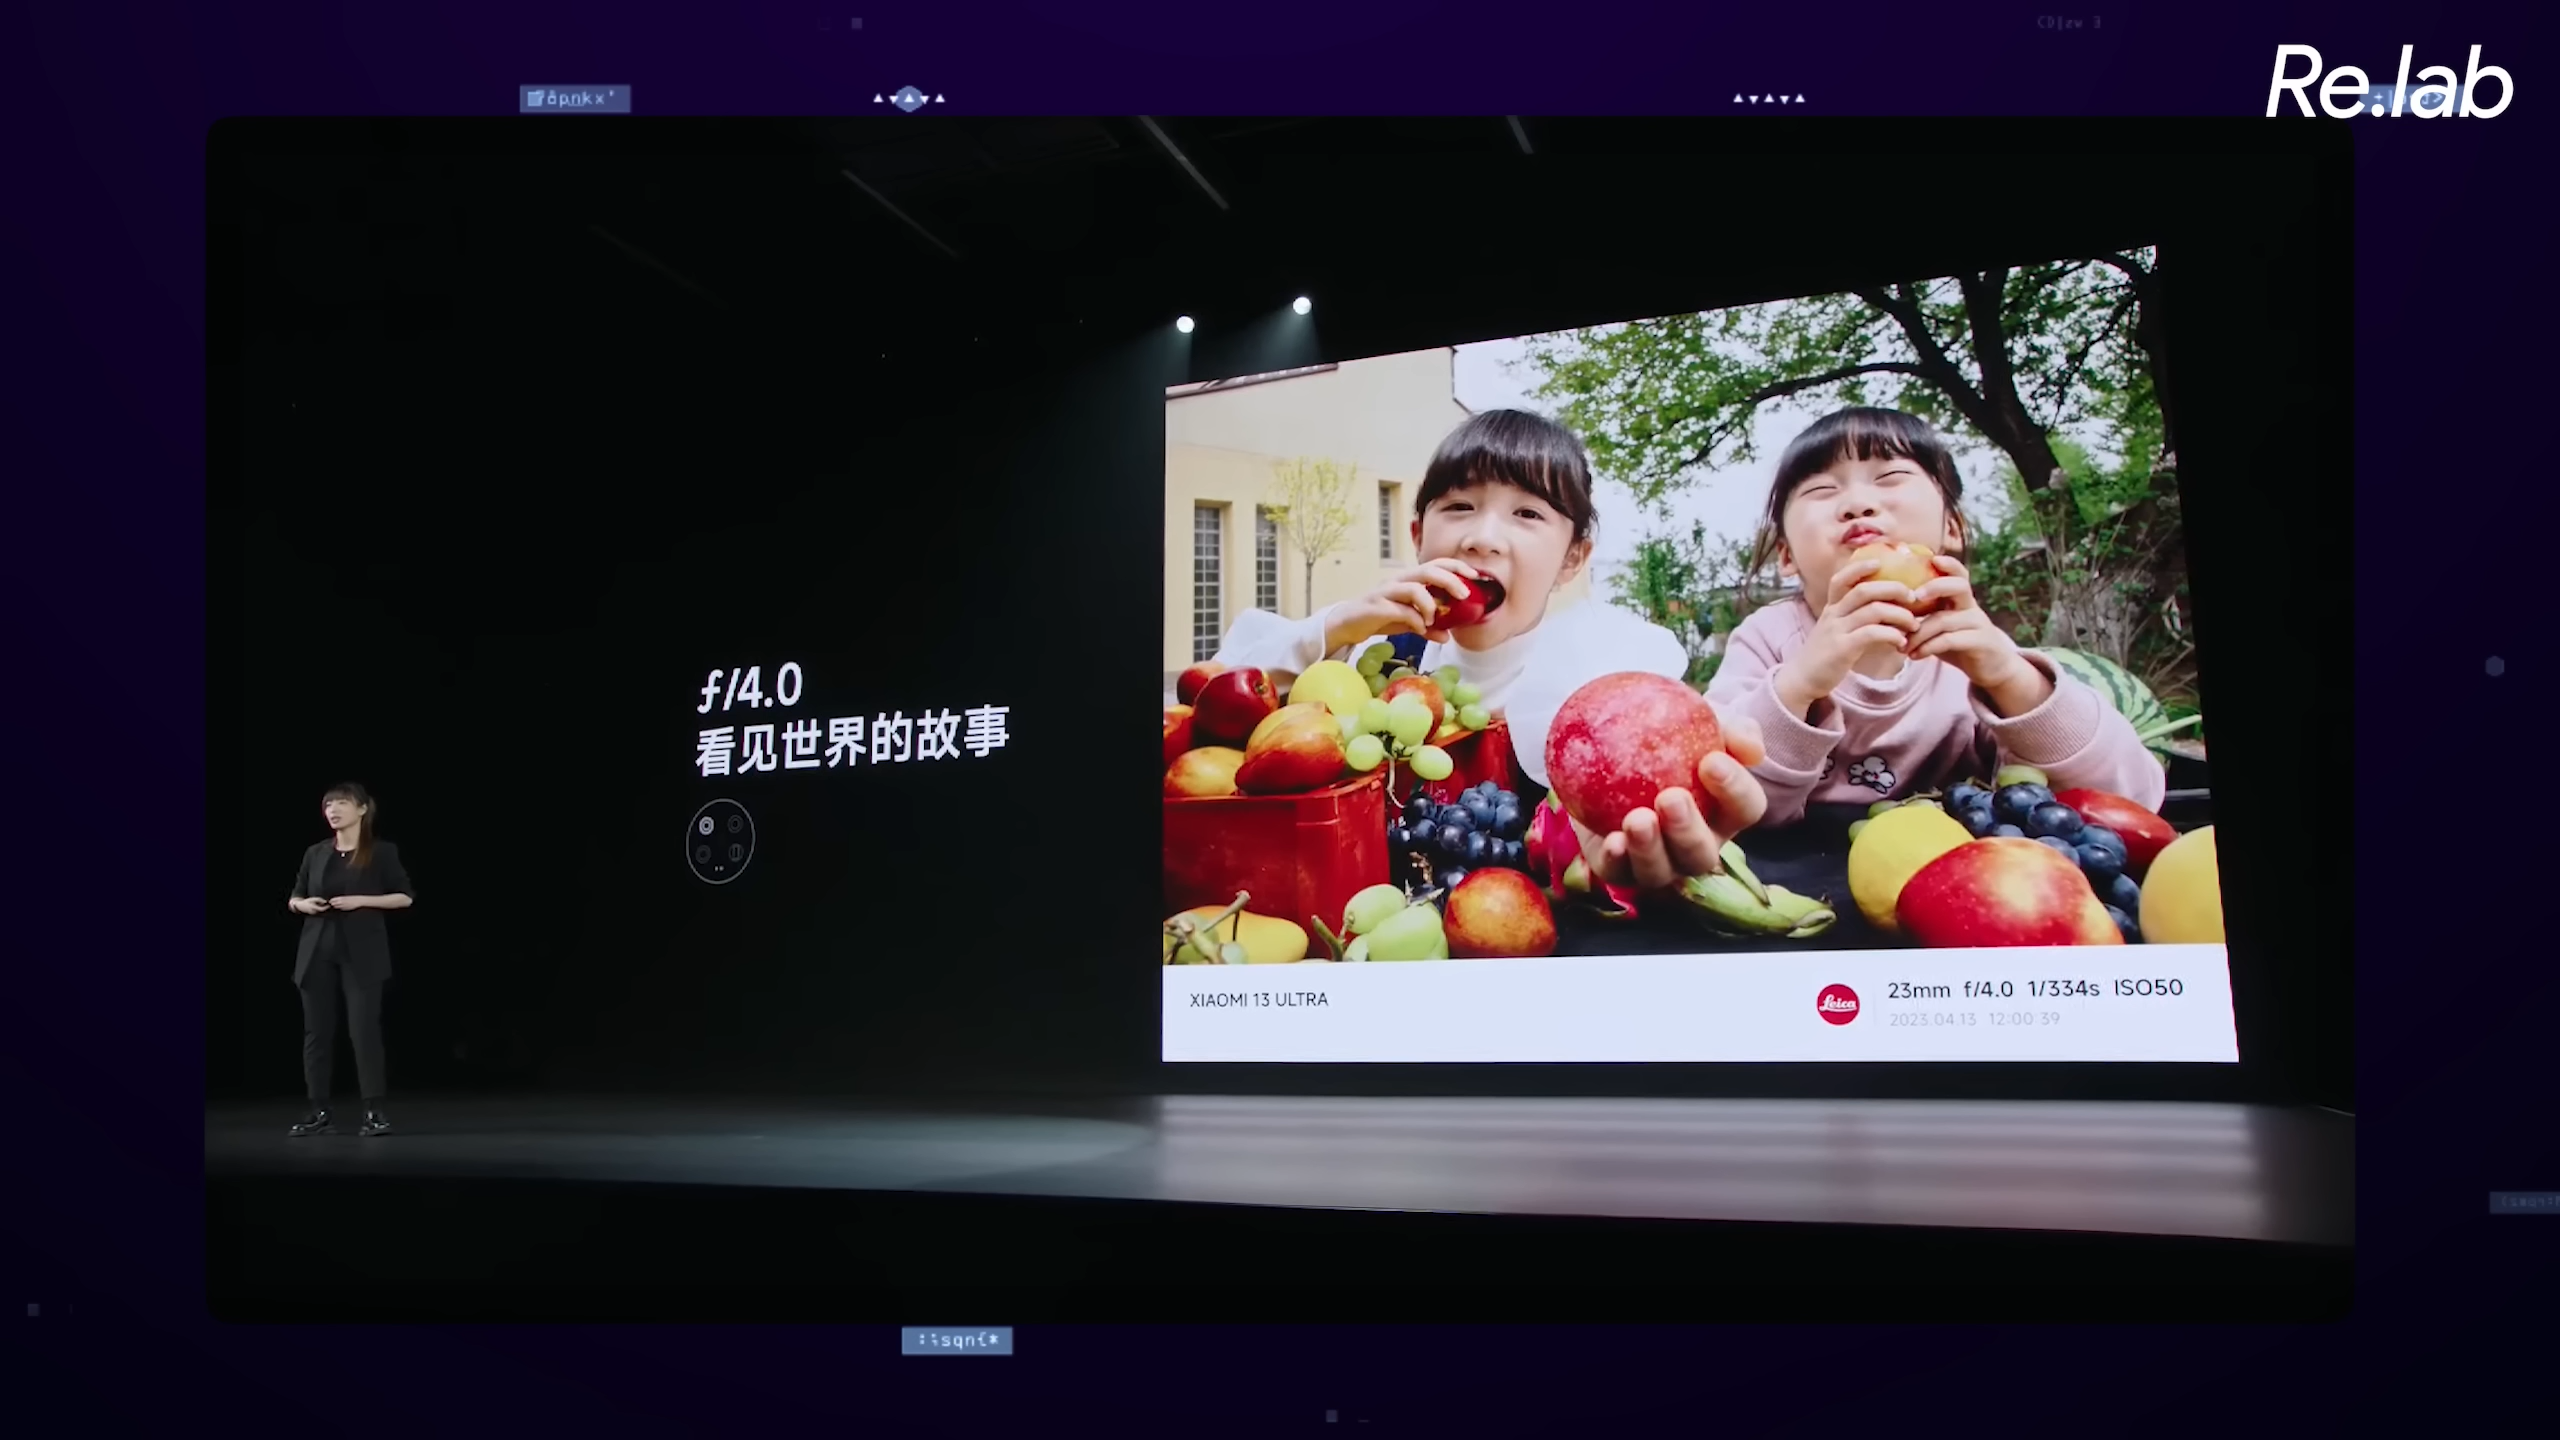 Re.lab
ƒ/4.0
看见世界的故事
XIAOMI 13 ULTRA
Leica
23mm f/4.0 1/334s ISO50
2023.04.13 12:00:39